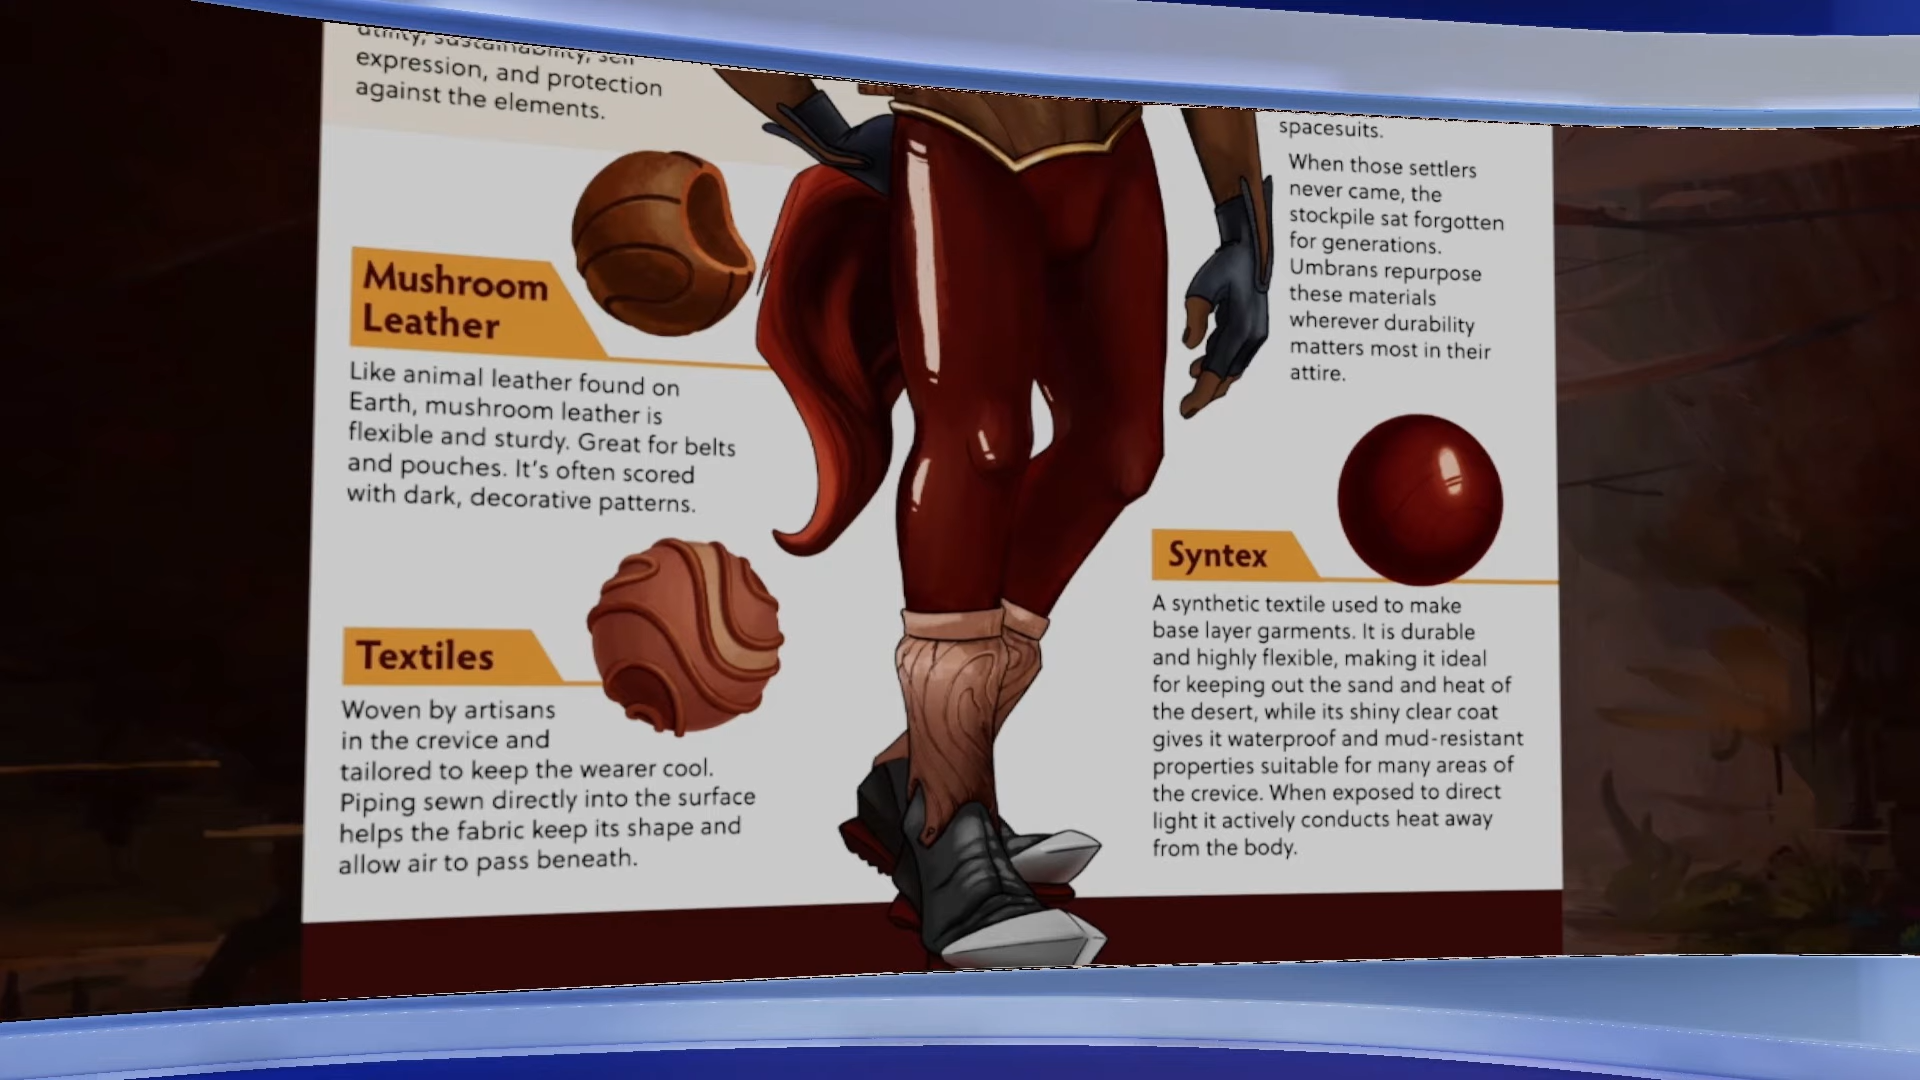 utility, sustainability, self
expression, and protection
against the elements.
Mushroom
Leather
Like animal leather found on
Earth, mushroom leather is
flexible and sturdy. Great for belts
and pouches. It's often scored
with dark, decorative patterns.
Textiles
Woven by artisans
in the crevice and
tailored to keep the wearer cool.
Piping sewn directly into the surface
helps the fabric keep its shape and
allow air to pass beneath.
spacesuits.
When those settlers
never came, the
stockpile sat forgotten
for generations.
Umbrans repurpose
these materials
wherever durability
matters most in their
attire.
Syntex
A synthetic textile used to make
base layer garments. It is durable
and highly flexible, making it ideal
for keeping out the sand and heat of
the desert, while its shiny clear coat
gives it waterproof and mud-resistant
properties suitable for many areas of
the crevice. When exposed to direct
light it actively conducts heat away
from the body.